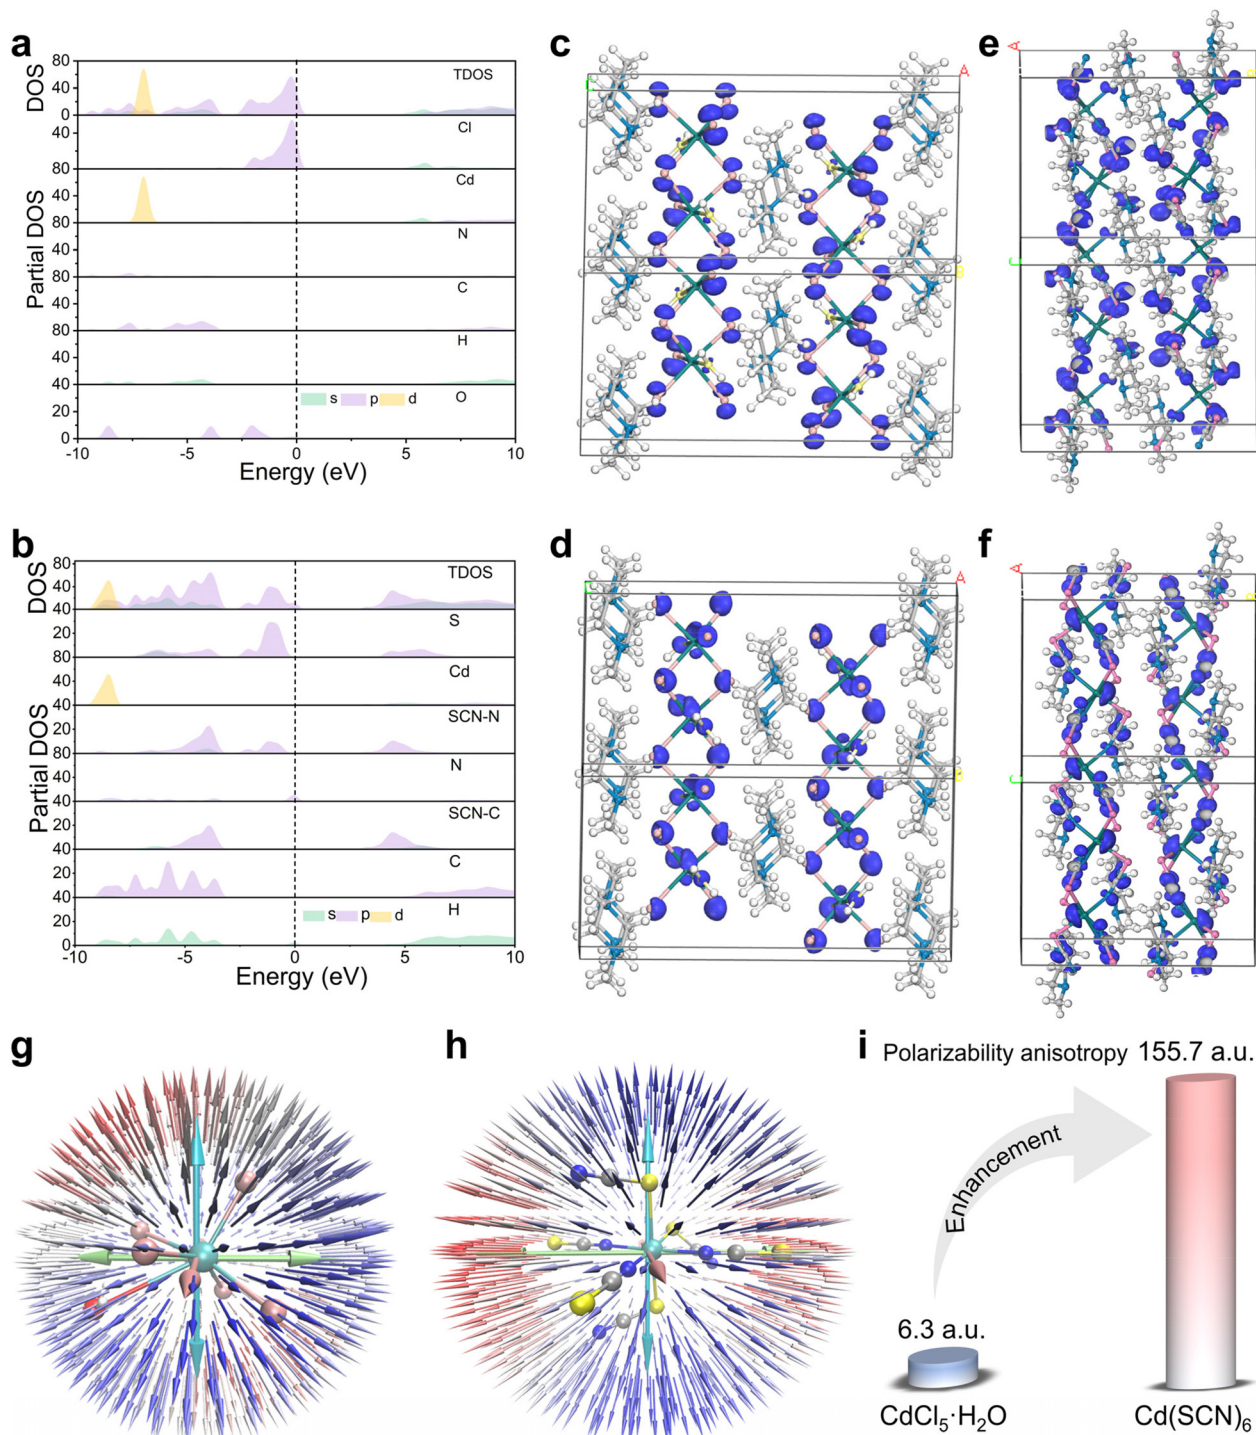 a
DOS
80
40
0
TDOS
40
Cl
80
40
Cd
80
Partial DOS
40
N
80
40
C
80
40
H
40
20
s p d
O
0
-10 -5 0 5 10
Energy (eV)
b
DOS
80
40
TDOS
40
20
S
80
40
Cd
40
Partial DOS
20
SCN-N
80
40
N
40
20
SCN-C
40
20
C
40
20
s p d
H
0
-10 -5 0 5 10
Energy (eV)
c
A
B
d
A
B
e
A
C
B
f
A
C
B
g
h
i
Polarizability anisotropy 155.7 a.u.
Enhancement
6.3 a.u.
CdCl₅·H₂O
Cd(SCN)₆